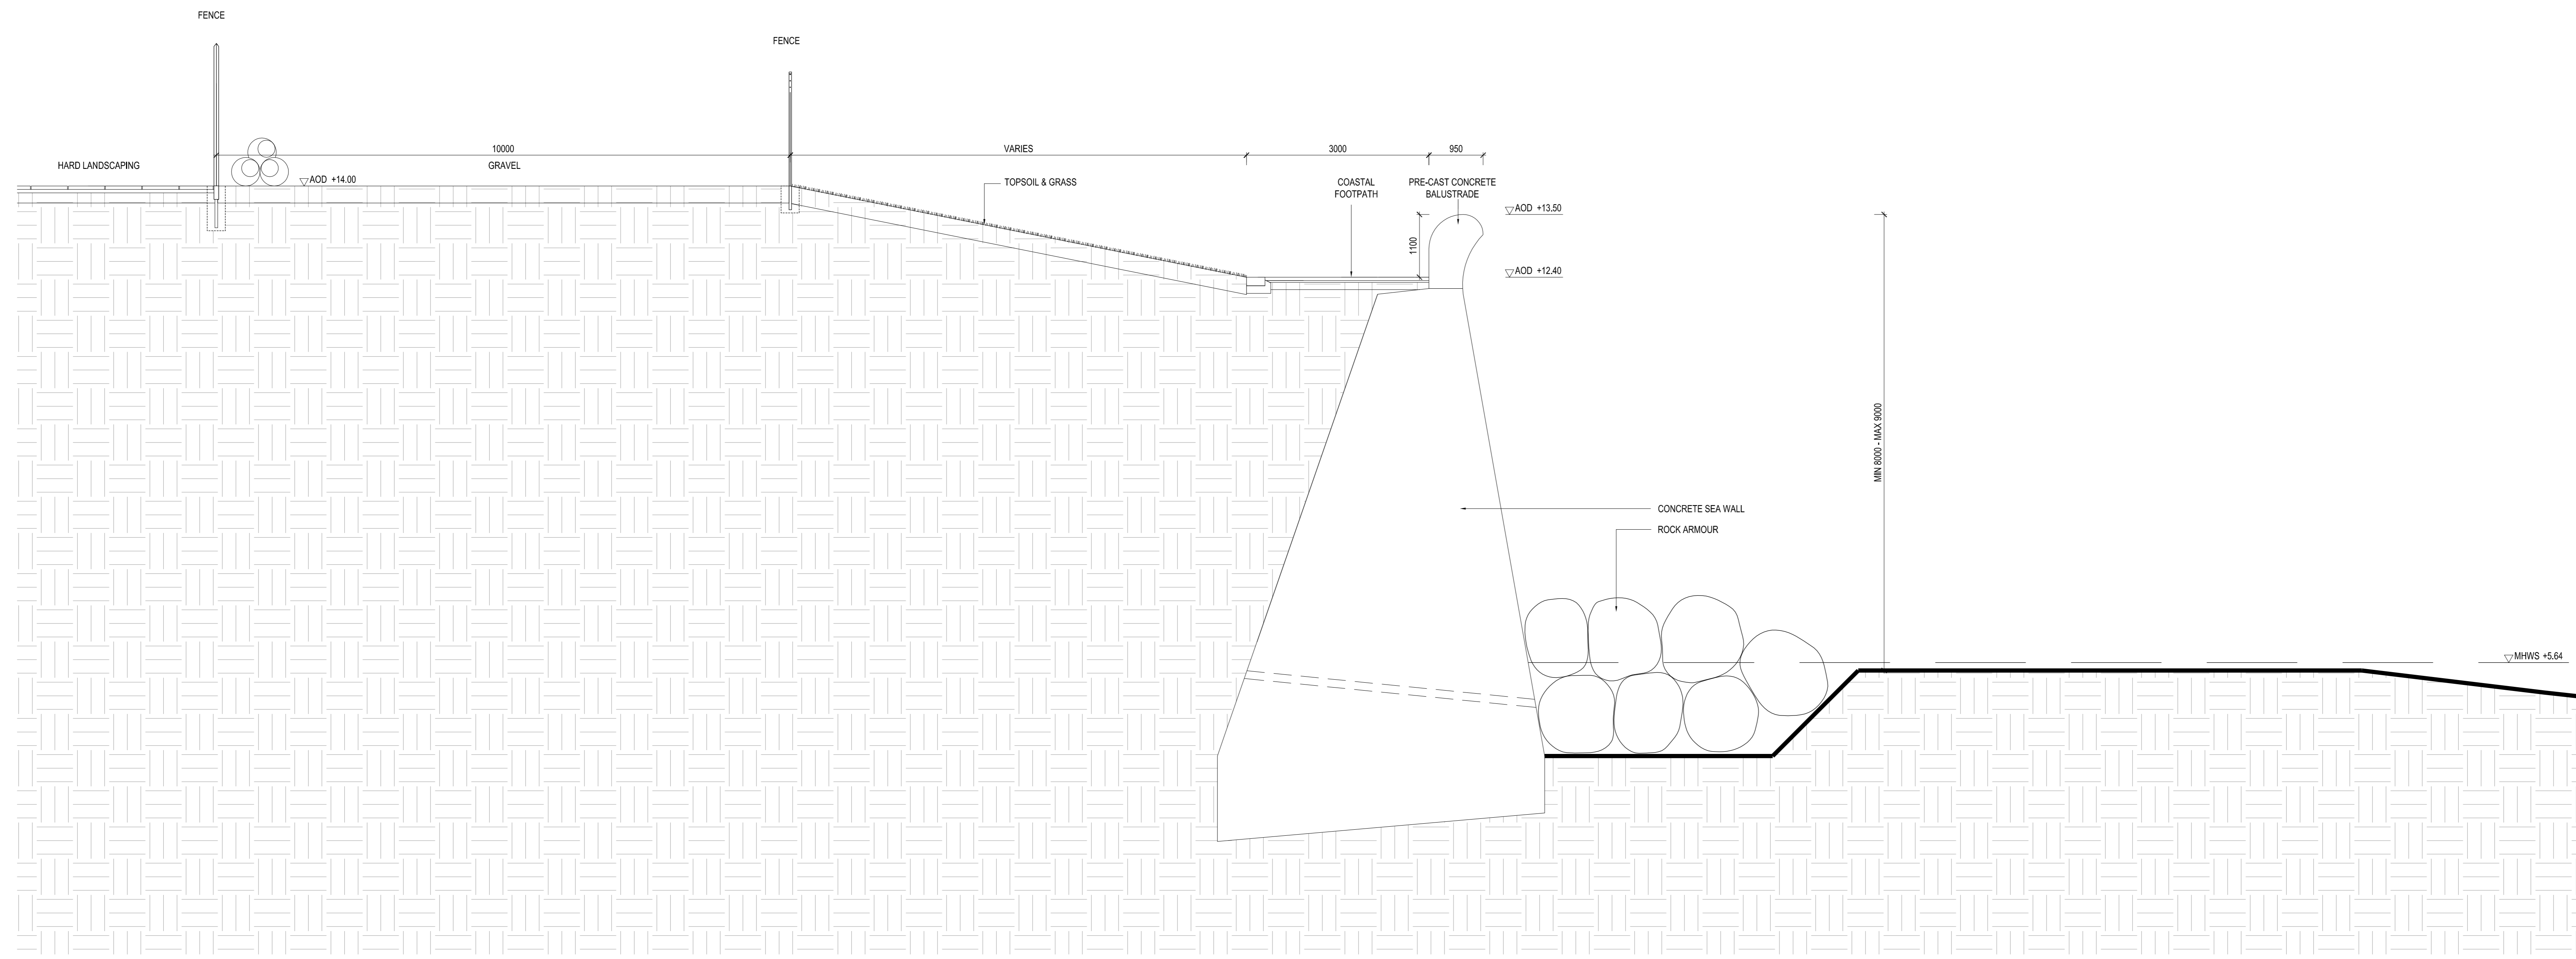 FENCE
FENCE
10000
VARIES
3000
950
HARD LANDSCAPING
GRAVEL
AOD +14.00
TOPSOIL & GRASS
COASTAL
FOOTPATH
PRE-CAST CONCRETE
BALUSTRADE
AOD +13.50
1100
AOD +12.40
MIN 8000 - MAX 9000
CONCRETE SEA WALL
ROCK ARMOUR
MHWS +5.64